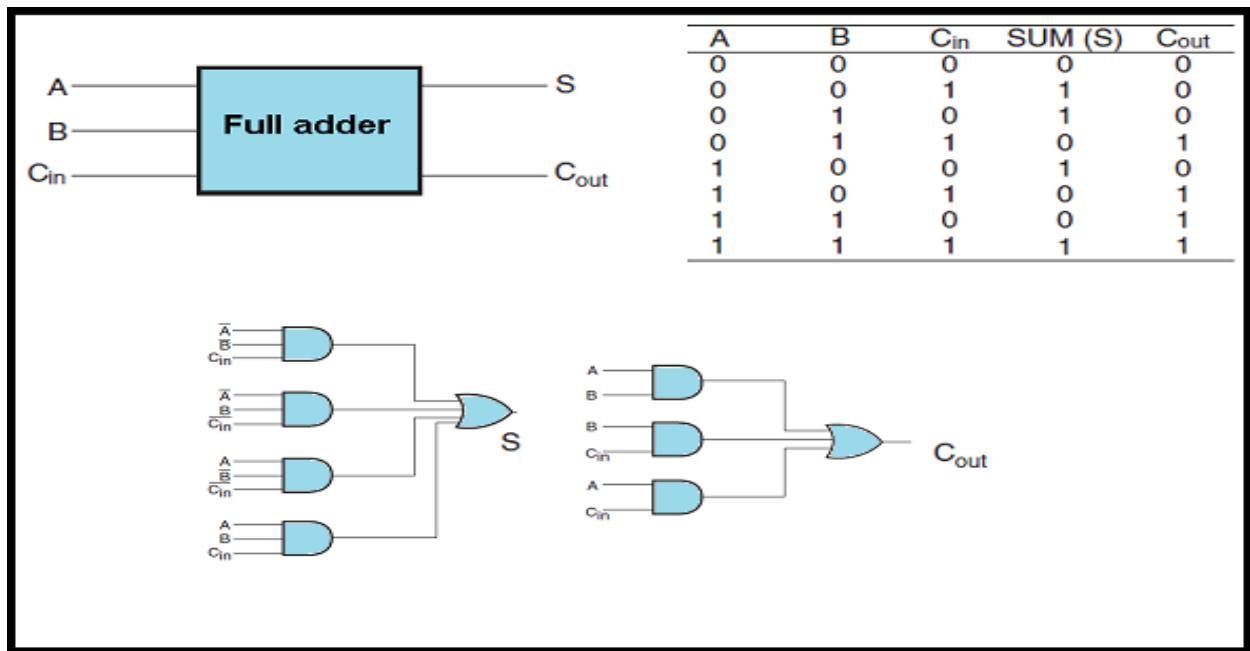 A
B
Cin
Full adder
S
Cout
A B Cin SUM (S) Cout
0 0 0 0 0
0 0 1 1 0
0 1 0 1 0
0 1 1 0 1
1 0 0 1 0
1 0 1 0 1
1 1 0 0 1
1 1 1 1 1
A̅
B̅
Cin
A̅
B
C̅i̅n̅
A
B̅
C̅i̅n̅
A
B
Cin
S
A
B
B
Cin
A
Cin
Cout